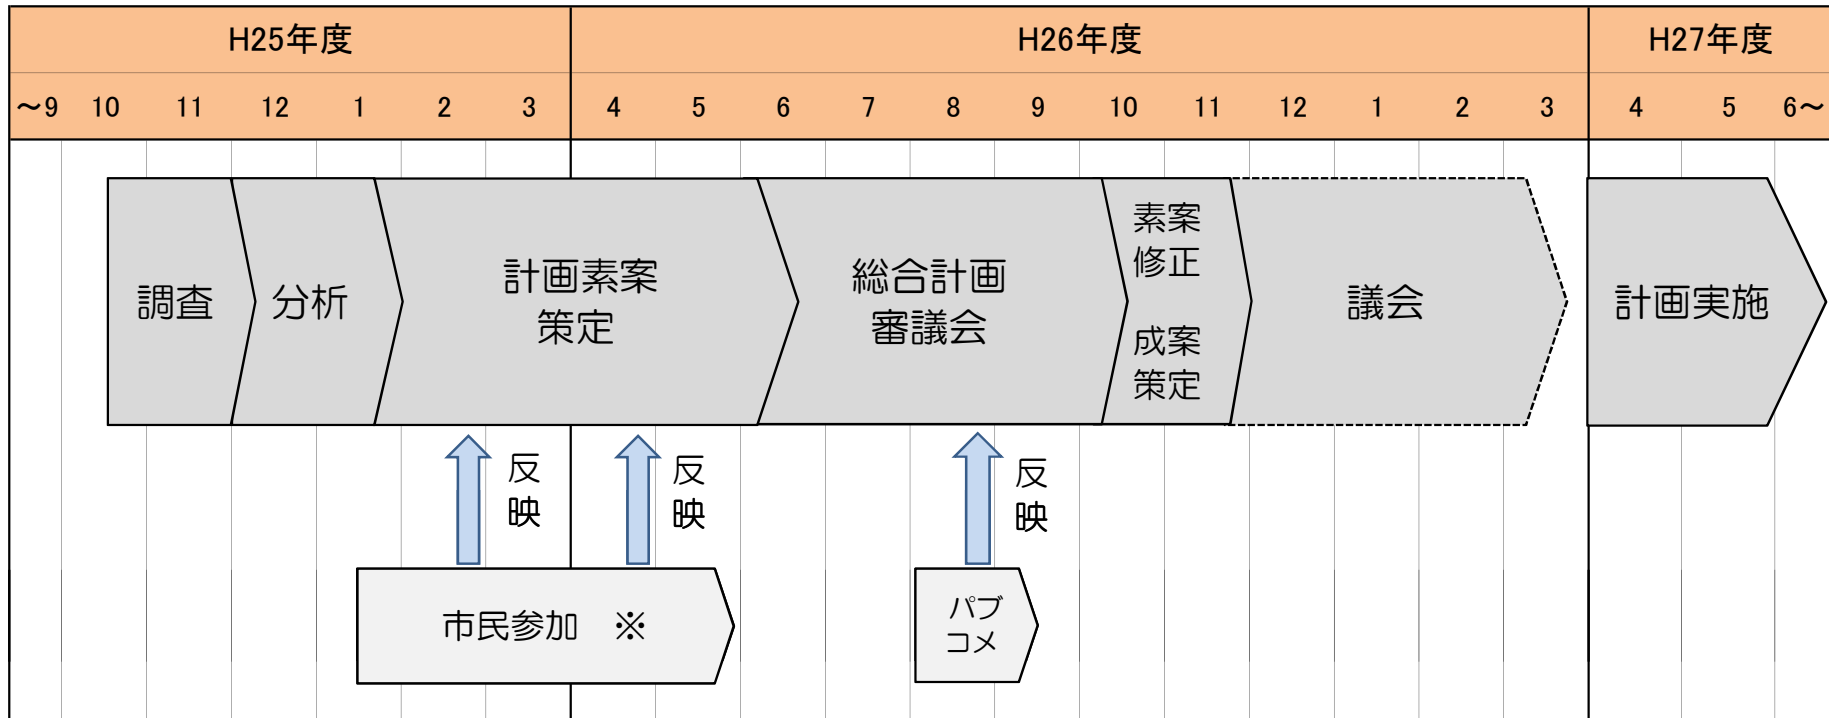 H25年度 H26年度 H27年度
～9 10 11 12 1 2 3 4 5 6 7 8 9 10 11 12 1 2 3 4 5 6～
調査
分析
計画素案
策定
総合計画
審議会
素案
修正
成案
策定
議会
計画実施
反
映
反
映
反
映
市民参加 ※
パブ
コメ